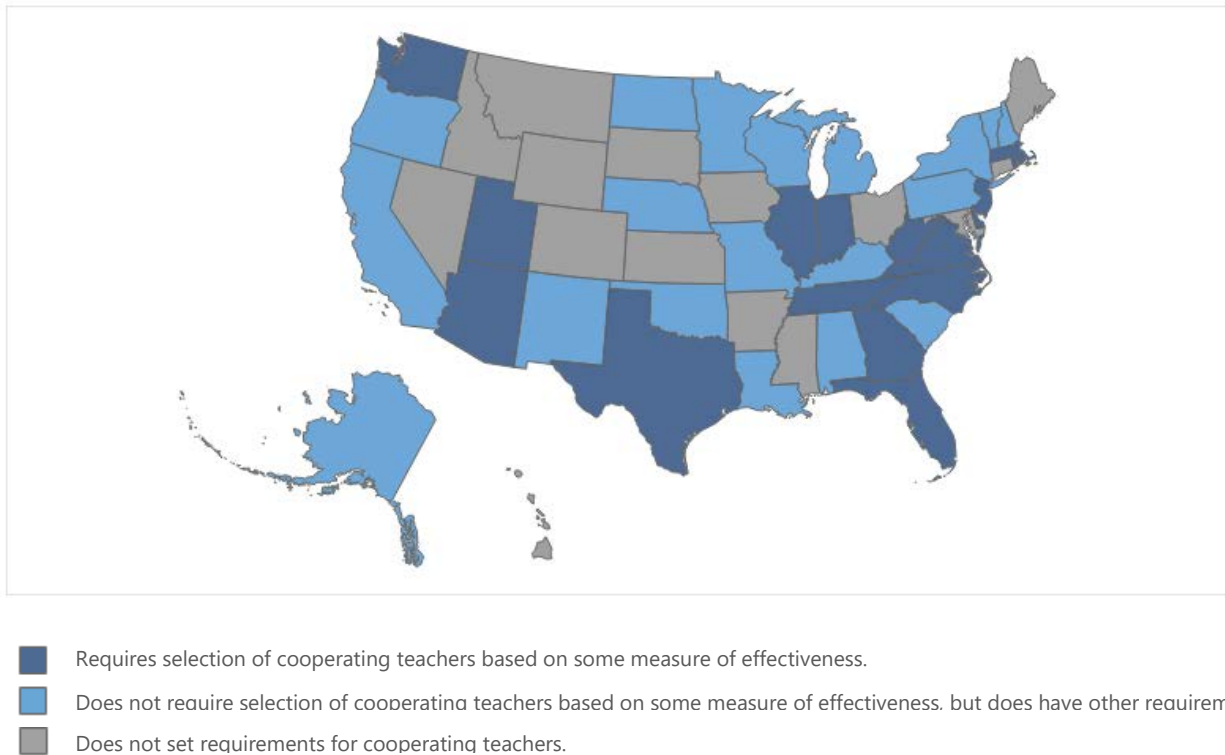 Requires selection of cooperating teachers based on some measure of effectiveness.
Does not require selection of cooperating teachers based on some measure of effectiveness, but does have other requirem
Does not set requirements for cooperating teachers.